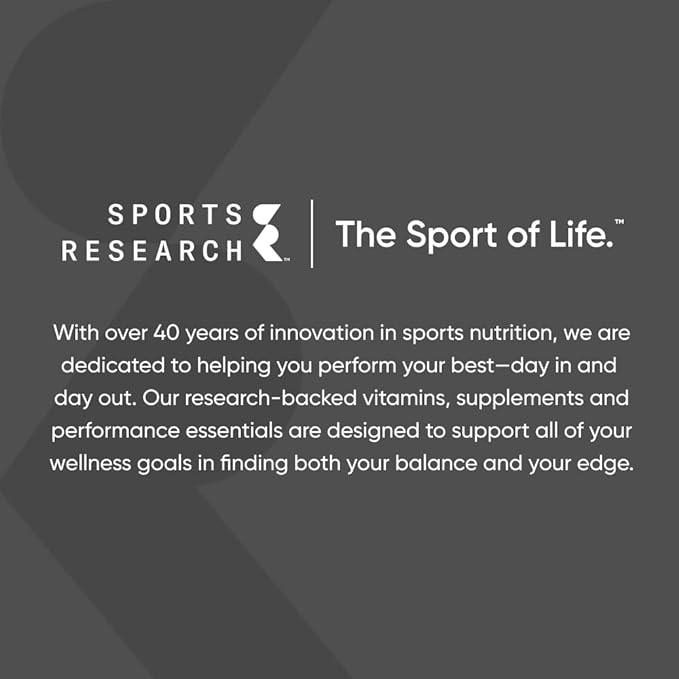 SPORTS
RESEARCH™
The Sport of Life.™
With over 40 years of innovation in sports nutrition, we are
dedicated to helping you perform your best—day in and
day out. Our research-backed vitamins, supplements and
performance essentials are designed to support all of your
wellness goals in finding both your balance and your edge.